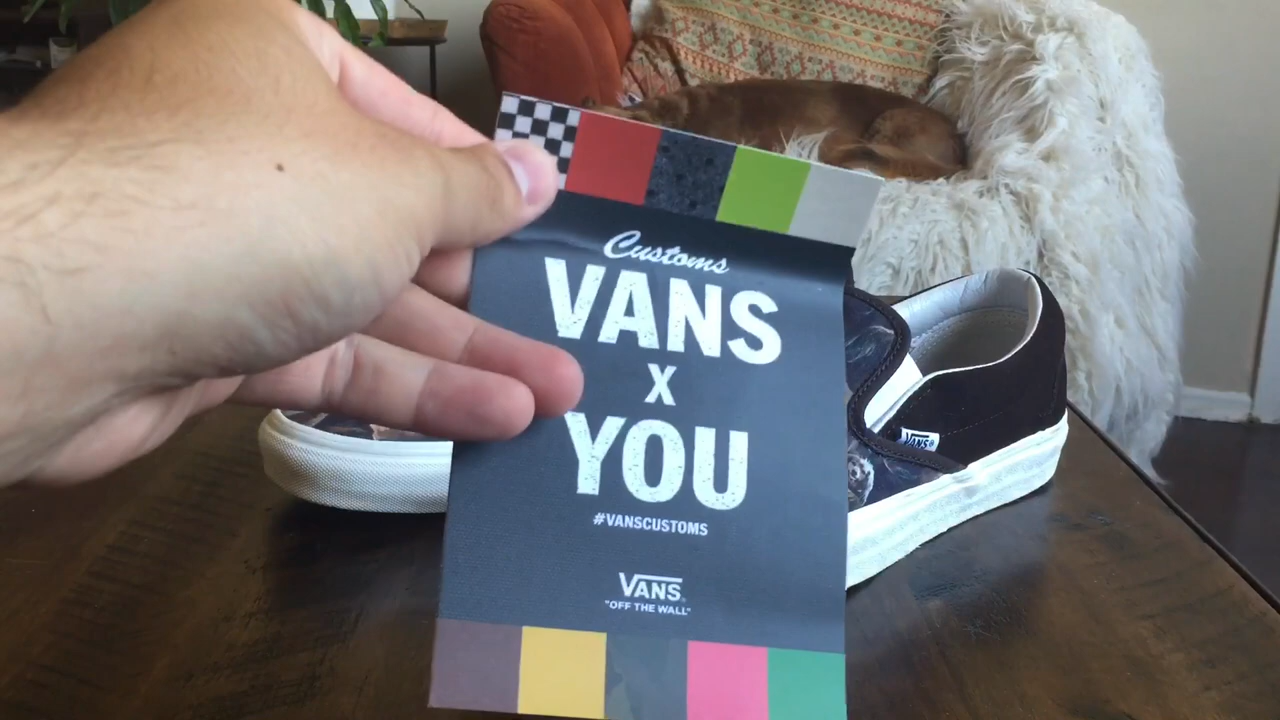 Customs
VANS
X
YOU
#VANSCUSTOMS
VANS
"OFF THE WALL"
VANS